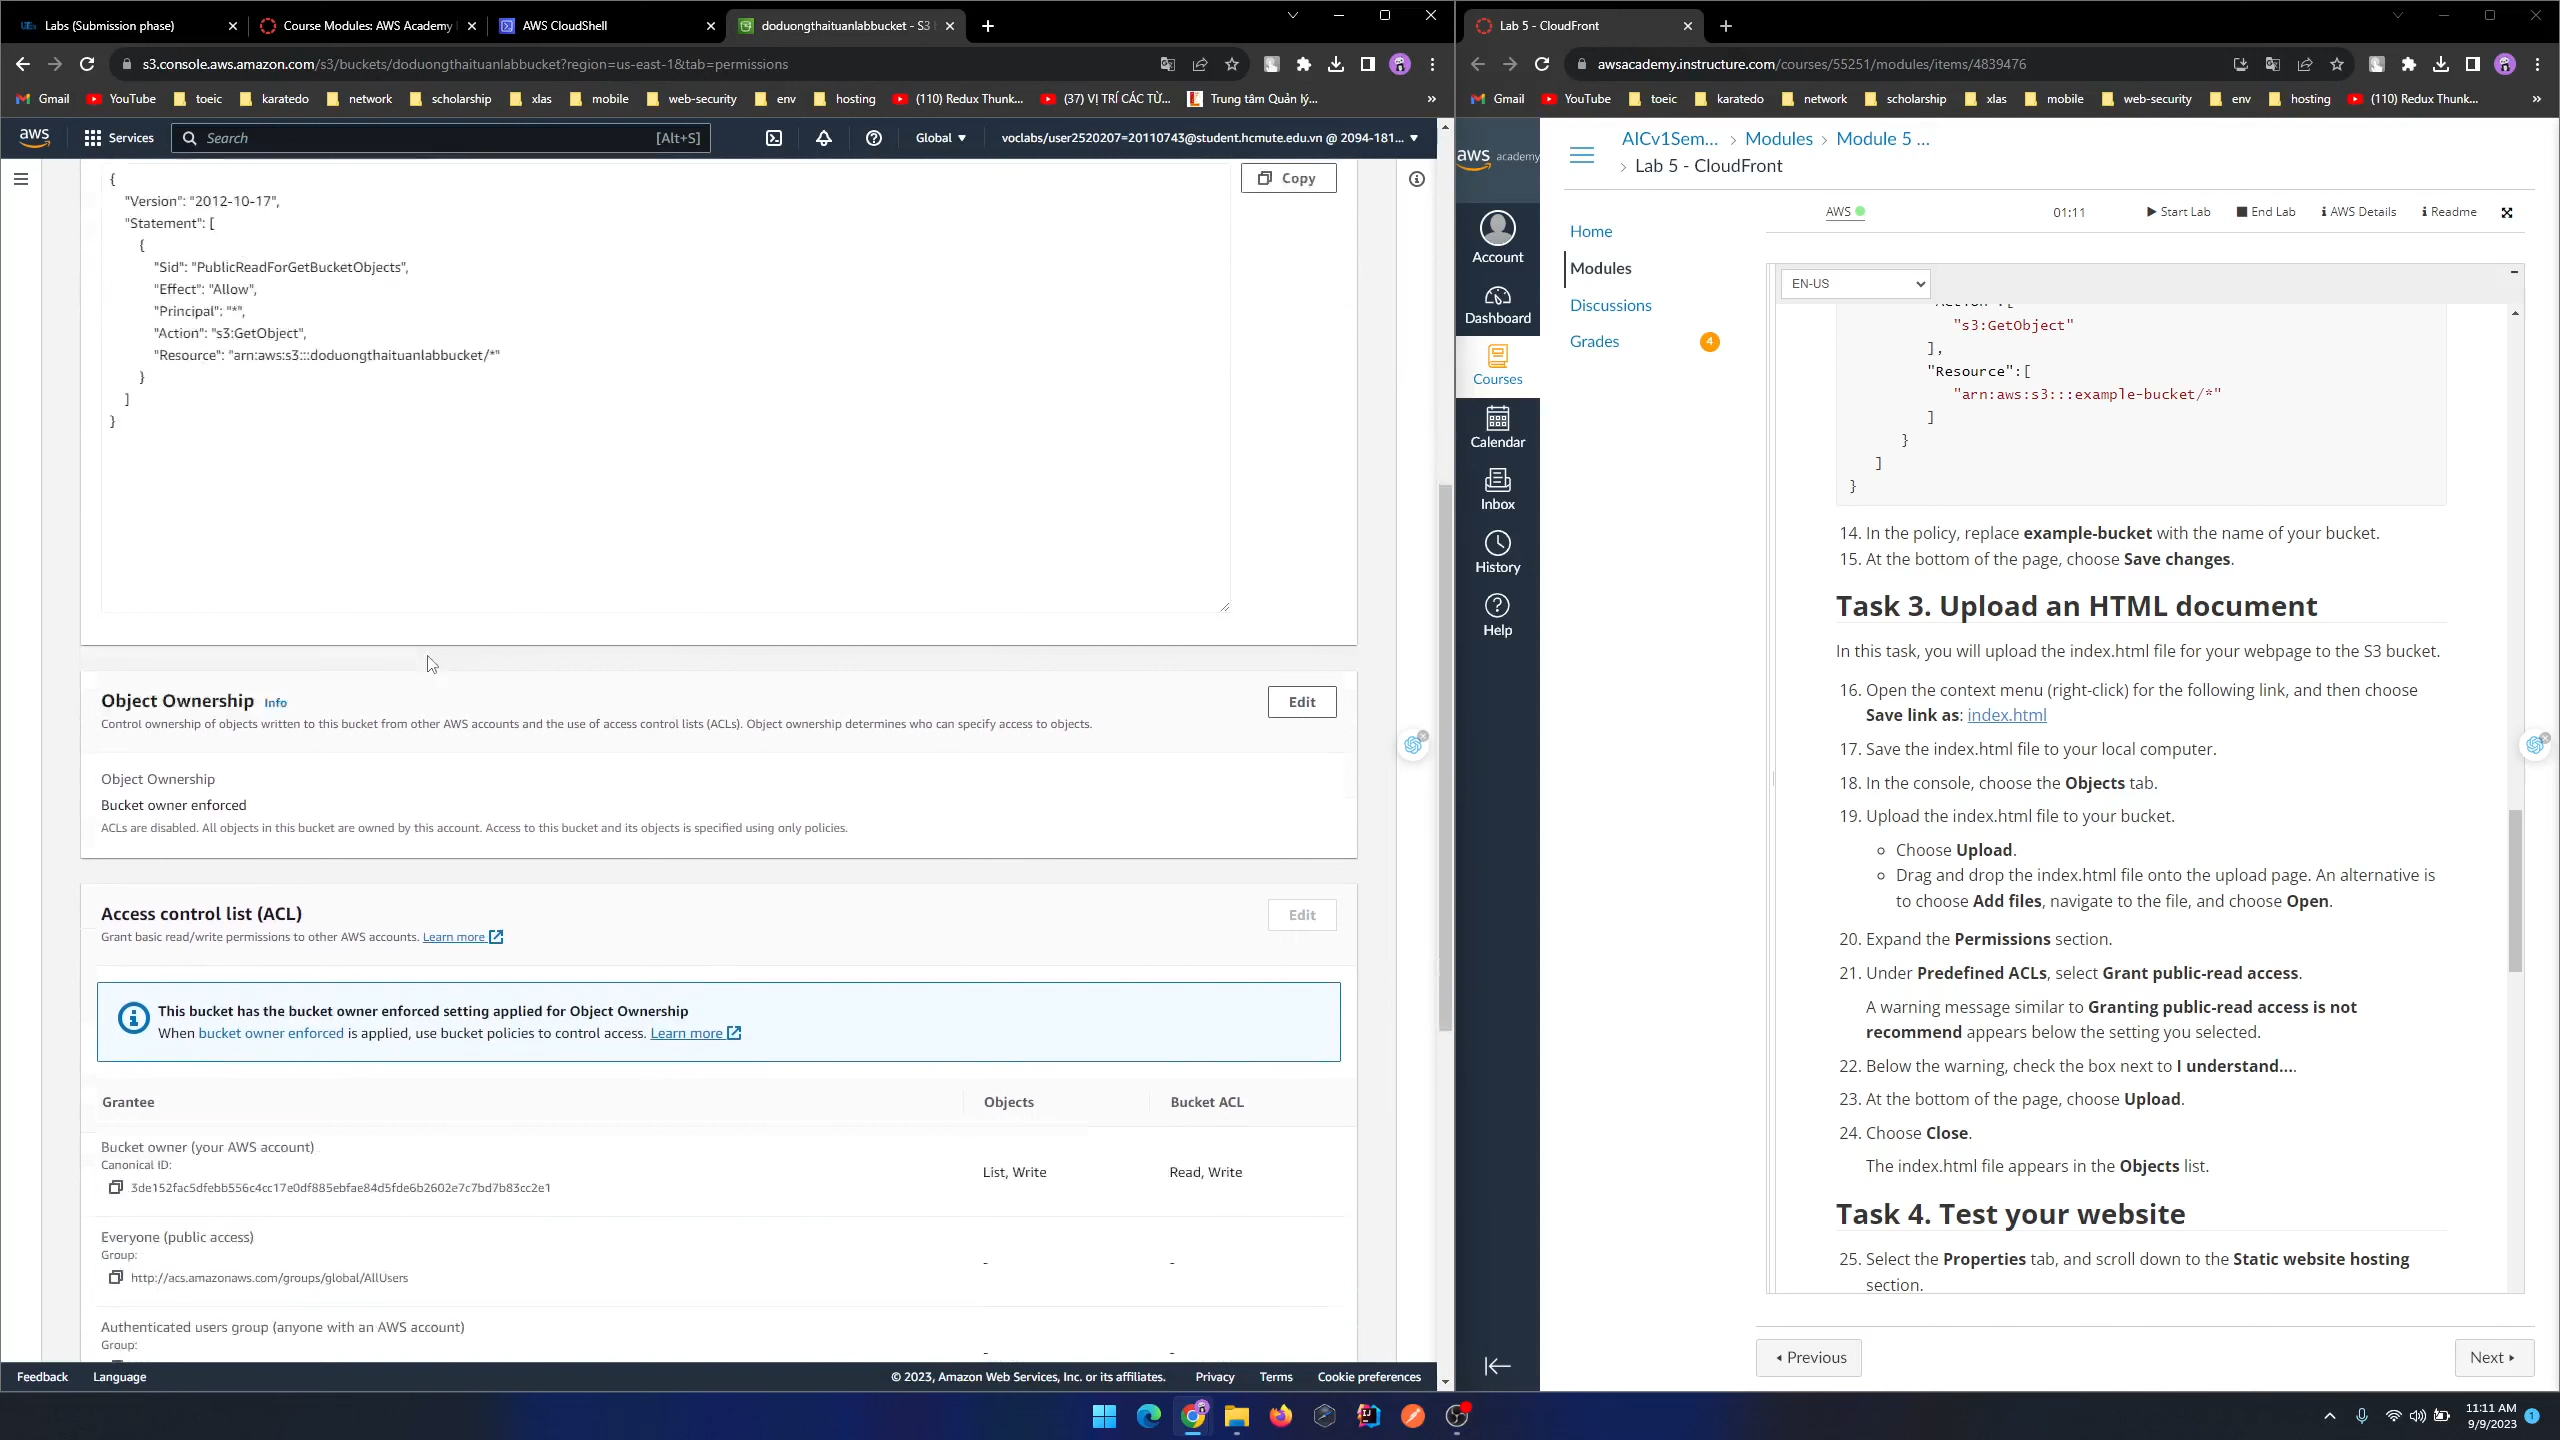 Labs (Submission phase)
Course Modules: AWS Academy
AWS CloudShell
doduongthaituanlabbucket - S3
s3.console.aws.amazon.com/s3/buckets/doduongthaituanlabbucket?region=us-east-1&tab=permissions
Gmail YouTube toeic karatedo network scholarship xlas mobile web-security env hosting (110) Redux Thunk... (37) VỊ TRÍ CÁC TỪ... Trung tâm Quản lý... »
aws Services Search [Alt+S] Global voclabs/user2520207=20110743@student.hcmute.edu.vn @ 2094-181...
{
"Version": "2012-10-17",
"Statement": [
{
"Sid": "PublicReadForGetBucketObjects",
"Effect": "Allow",
"Principal": "*",
"Action": "s3:GetObject",
"Resource": "arn:aws:s3:::doduongthaituanlabbucket/*"
}
]
}
Copy
Object Ownership Info
Edit
Control ownership of objects written to this bucket from other AWS accounts and the use of access control lists (ACLs). Object ownership determines who can specify access to objects.
Object Ownership
Bucket owner enforced
ACLs are disabled. All objects in this bucket are owned by this account. Access to this bucket and its objects is specified using only policies.
Access control list (ACL)
Edit
Grant basic read/write permissions to other AWS accounts. Learn more
This bucket has the bucket owner enforced setting applied for Object Ownership
When bucket owner enforced is applied, use bucket policies to control access. Learn more
Grantee Objects Bucket ACL
Bucket owner (your AWS account)
Canonical ID:
3de152fac5dfebb556c4cc17e0df885ebfae84d5fde6b2602e7c7bd7b83cc2e1
List, Write Read, Write
Everyone (public access)
Group:
http://acs.amazonaws.com/groups/global/AllUsers
- -
Authenticated users group (anyone with an AWS account)
Group:
- -
Feedback Language © 2023, Amazon Web Services, Inc. or its affiliates. Privacy Terms Cookie preferences
Lab 5 - CloudFront
awsacademy.instructure.com/courses/55251/modules/items/4839476
Gmail YouTube toeic karatedo network scholarship xlas mobile web-security env hosting (110) Redux Thunk... »
aws academy
Account
Dashboard
Courses
Calendar
Inbox
History
Help
AICv1Sem... › Modules › Module 5 ...
› Lab 5 - CloudFront
Home
Modules
Discussions
Grades 4
AWS 01:11 Start Lab End Lab AWS Details Readme
EN-US
"Action":[
"s3:GetObject"
],
"Resource":[
"arn:aws:s3:::example-bucket/*"
]
}
]
}
14. In the policy, replace example-bucket with the name of your bucket.
15. At the bottom of the page, choose Save changes.
Task 3. Upload an HTML document
In this task, you will upload the index.html file for your webpage to the S3 bucket.
16. Open the context menu (right-click) for the following link, and then choose
Save link as: index.html
17. Save the index.html file to your local computer.
18. In the console, choose the Objects tab.
19. Upload the index.html file to your bucket.
Choose Upload.
Drag and drop the index.html file onto the upload page. An alternative is
to choose Add files, navigate to the file, and choose Open.
20. Expand the Permissions section.
21. Under Predefined ACLs, select Grant public-read access.
A warning message similar to Granting public-read access is not
recommend appears below the setting you selected.
22. Below the warning, check the box next to I understand....
23. At the bottom of the page, choose Upload.
24. Choose Close.
The index.html file appears in the Objects list.
Task 4. Test your website
25. Select the Properties tab, and scroll down to the Static website hosting
section.
Previous Next
11:11 AM
9/9/2023
1